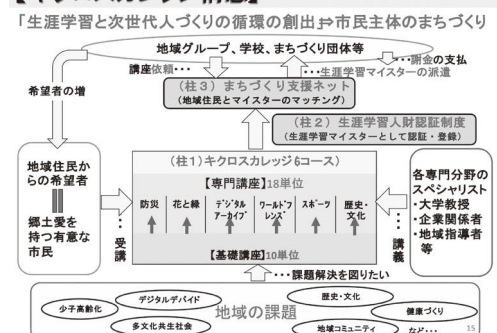 「生涯学習と次世代人づくりの循環の創出⇄市民主体のまちづくり
地域グループ、学校、まちづくり団体等
講座依頼・・・
・・・謝金の支払
・・・生涯学習マイスターの派遣
希望者の増
(柱3) まちづくり支援ネット
(地域住民とマイスターのマッチング)
(柱2) 生涯学習人財認証制度
(生涯学習マイスターとして認証・登録)
地域住民か
らの希望者
||
郷土愛を
持つ有意な
市民
・・・受講
(柱1)キクロスカレッジ6コース
【専門講座】18単位
防災
花と緑
デジタル
アーカイブ
ワールドフ
レンズ
スポーツ
歴史・
文化
【基礎講座】10単位
・・・講義
各専門分野の
スペシャリスト
・大学教授
・企業関係者
・地域指導者
等
・・・課題解決を図りたい
地域の課題
少子高齢化
デジタルデバイド
多文化共生社会
歴史・文化
地域コミュニティ
健康づくり
など・・・
15